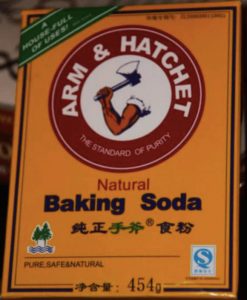 A HOUSE-FULL
OF USES!
ARM & HATCHET
THE STANDARD OF PURITY
Natural
Baking Soda
纯正手斧®食粉
PURE,SAFE&NATURAL
净含量: 454g